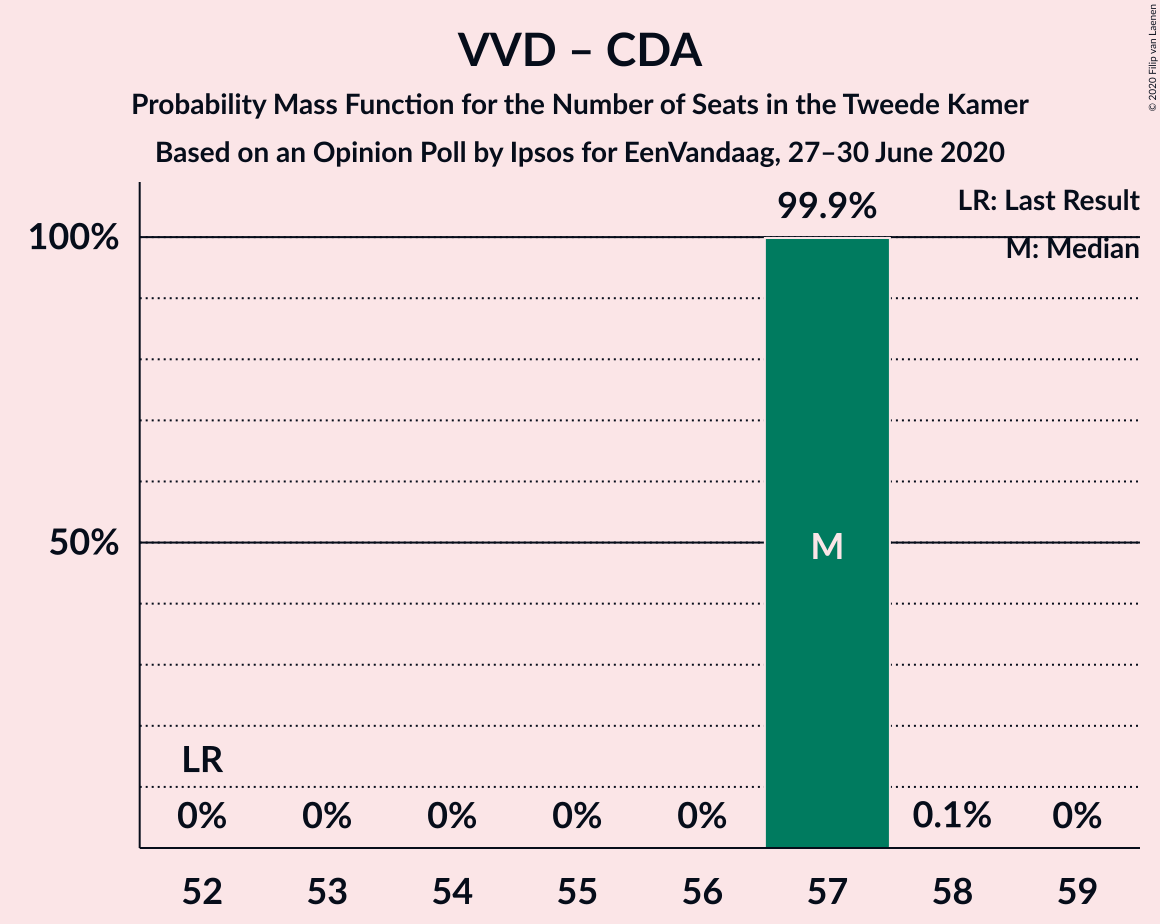 VVD – CDA
Probability Mass Function for the Number of Seats in the Tweede Kamer
Based on an Opinion Poll by Ipsos for EenVandaag, 27–30 June 2020
© 2020 Filip van Laenen
LR: Last Result
M: Median
99.9%
100%
50%
M
LR
0% 0% 0% 0% 0% 0.1% 0%
52 53 54 55 56 57 58 59